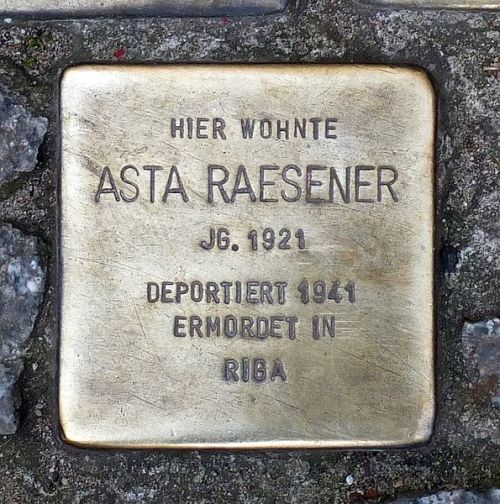 HIER WOHNTE
ASTA RAESENER
JG. 1921
DEPORTIERT 1941
ERMORDET IN
RIGA